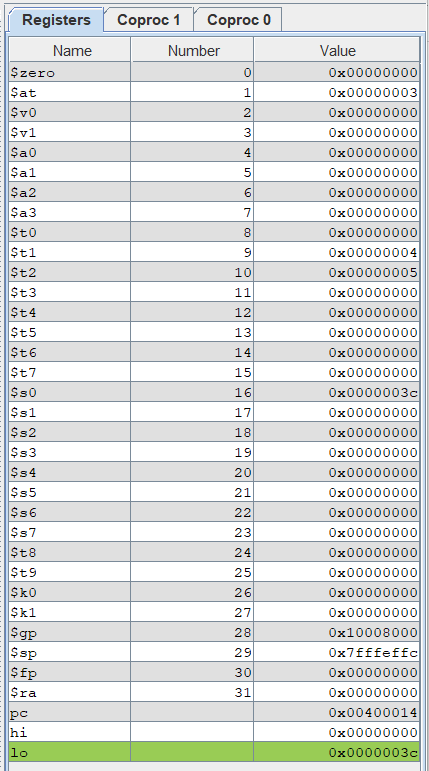 Registers Coproc 1 Coproc 0
Name Number Value
$zero 0 0x00000000
$at 1 0x00000003
$v0 2 0x00000000
$v1 3 0x00000000
$a0 4 0x00000000
$a1 5 0x00000000
$a2 6 0x00000000
$a3 7 0x00000000
$t0 8 0x00000000
$t1 9 0x00000004
$t2 10 0x00000005
$t3 11 0x00000000
$t4 12 0x00000000
$t5 13 0x00000000
$t6 14 0x00000000
$t7 15 0x00000000
$s0 16 0x0000003c
$s1 17 0x00000000
$s2 18 0x00000000
$s3 19 0x00000000
$s4 20 0x00000000
$s5 21 0x00000000
$s6 22 0x00000000
$s7 23 0x00000000
$t8 24 0x00000000
$t9 25 0x00000000
$k0 26 0x00000000
$k1 27 0x00000000
$gp 28 0x10008000
$sp 29 0x7fffeffc
$fp 30 0x00000000
$ra 31 0x00000000
pc 0x00400014
hi 0x00000000
lo 0x0000003c